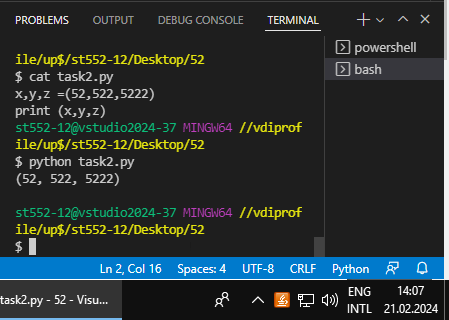 PROBLEMS OUTPUT DEBUG CONSOLE TERMINAL
ile/up$/st552-12/Desktop/52
$ cat task2.py
x,y,z =(52,522,5222)
print (x,y,z)
st552-12@vstudio2024-37 MINGW64 //vdiprof
ile/up$/st552-12/Desktop/52
$ python task2.py
(52, 522, 5222)
st552-12@vstudio2024-37 MINGW64 //vdiprof
ile/up$/st552-12/Desktop/52
$
powershell
bash
Ln 2, Col 16 Spaces: 4 UTF-8 CRLF Python
task2.py - 52 - Visu...
ENG
INTL
14:07
21.02.2024